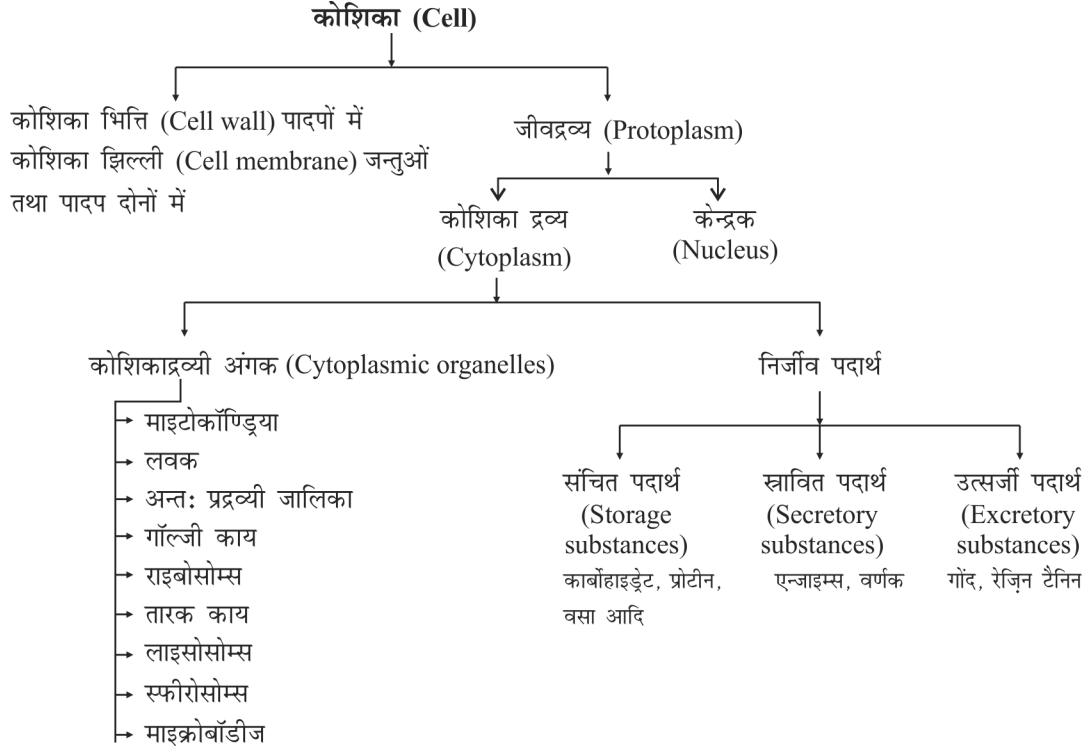 कोशिका (Cell)
कोशिका भित्ति (Cell wall) पादपों में
कोशिका झिल्ली (Cell membrane) जन्तुओं
तथा पादप दोनों में
जीवद्रव्य (Protoplasm)
कोशिका द्रव्य
(Cytoplasm)
केन्द्रक
(Nucleus)
कोशिकाद्रव्यी अंगक (Cytoplasmic organelles)
माइटोकॉण्ड्रिया
लवक
अन्तः प्रद्रव्यी जालिका
गॉल्जी काय
राइबोसोम्स
तारक काय
लाइसोसोम्स
स्फीरोसोम्स
माइक्रोबॉडीज
निर्जीव पदार्थ
संचित पदार्थ
(Storage
substances)
कार्बोहाइड्रेट, प्रोटीन,
वसा आदि
स्रावित पदार्थ
(Secretory
substances)
एन्जाइम्स, वर्णक
उत्सर्जी पदार्थ
(Excretory
substances)
गोंद, रेज़िन टैनिन